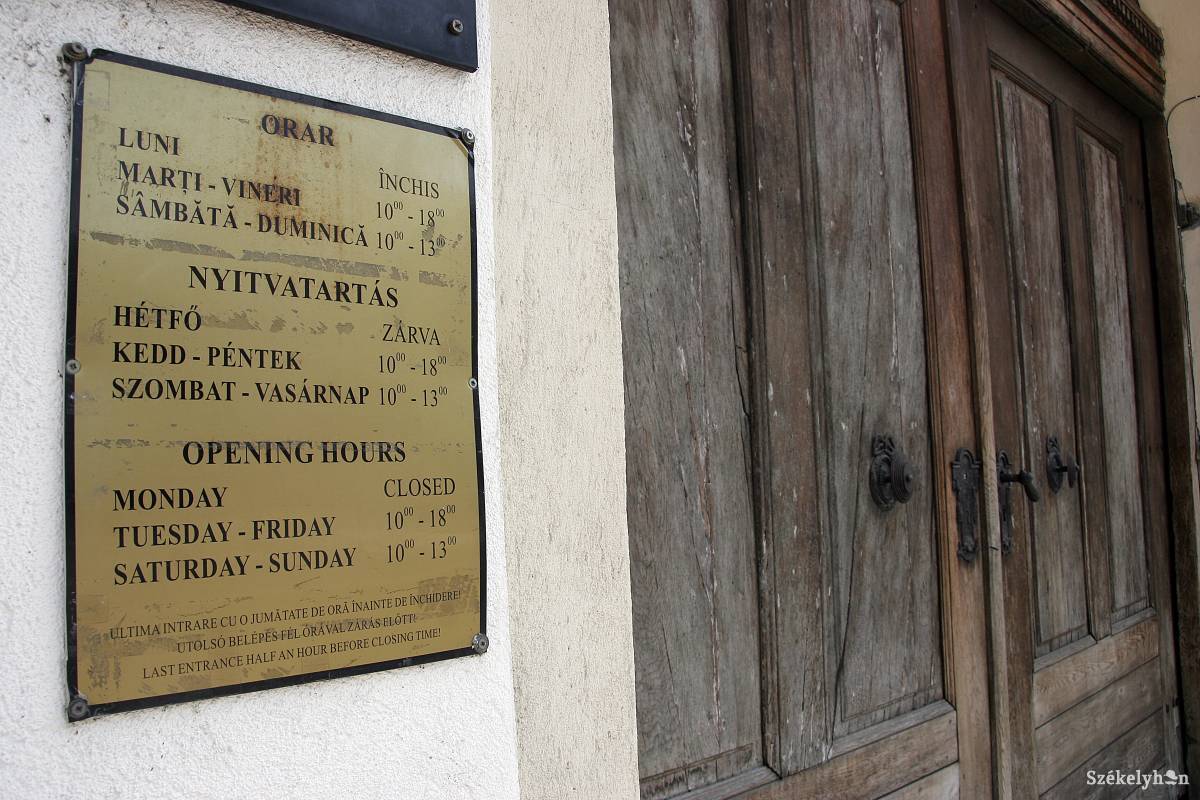 ORAR
LUNI ÎNCHIS
MARȚI - VINERI 10⁰⁰ - 18⁰⁰
SÂMBĂTĂ - DUMINICĂ 10⁰⁰ - 13⁰⁰
NYITVATARTÁS
HÉTFŐ ZÁRVA
KEDD - PÉNTEK 10⁰⁰ - 18⁰⁰
SZOMBAT - VASÁRNAP 10⁰⁰ - 13⁰⁰
OPENING HOURS
MONDAY CLOSED
TUESDAY - FRIDAY 10⁰⁰ - 18⁰⁰
SATURDAY - SUNDAY 10⁰⁰ - 13⁰⁰
ULTIMA INTRARE CU O JUMĂTATE DE ORĂ ÎNAINTE DE ÎNCHIDERE!
UTOLSÓ BELÉPÉS FÉL ÓRÁVAL ZÁRÁS ELŐTT!
LAST ENTRANCE HALF AN HOUR BEFORE CLOSING TIME!
Székelyhon